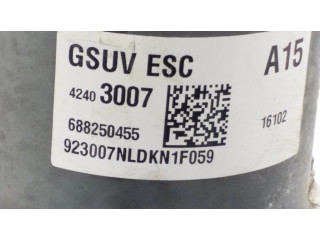 GSUV ESC A15
4240 3007
688250455 16102
923007NLDKN1F059